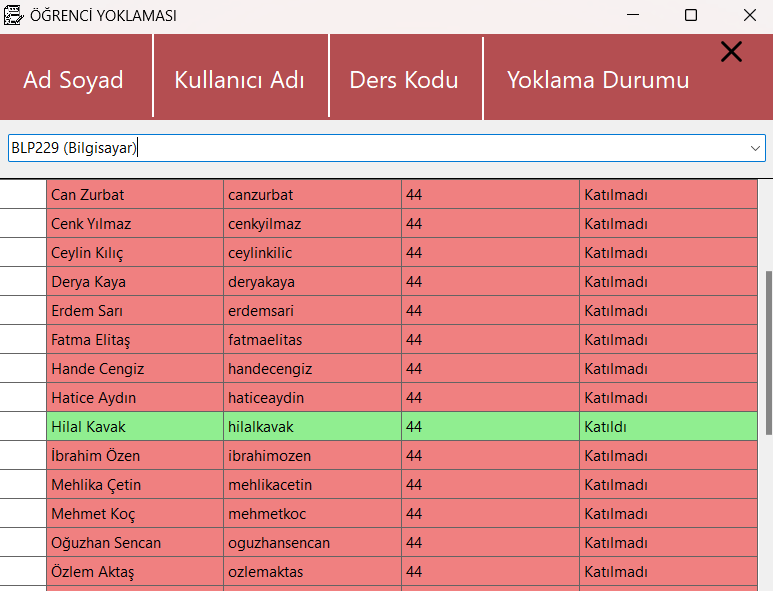 ÖĞRENCİ YOKLAMASI
Ad Soyad Kullanıcı Adı Ders Kodu Yoklama Durumu
BLP229 (Bilgisayar)
Can Zurbat canzurbat 44 Katılmadı
Cenk Yılmaz cenkyilmaz 44 Katılmadı
Ceylin Kılıç ceylinkilic 44 Katılmadı
Derya Kaya deryakaya 44 Katılmadı
Erdem Sarı erdemsari 44 Katılmadı
Fatma Elitaş fatmaelitas 44 Katılmadı
Hande Cengiz handecengiz 44 Katılmadı
Hatice Aydın haticeaydin 44 Katılmadı
Hilal Kavak hilalkavak 44 Katıldı
İbrahim Özen ibrahimozen 44 Katılmadı
Mehlika Çetin mehlikacetin 44 Katılmadı
Mehmet Koç mehmetkoc 44 Katılmadı
Oğuzhan Sencan oguzhansencan 44 Katılmadı
Özlem Aktaş ozlemaktas 44 Katılmadı